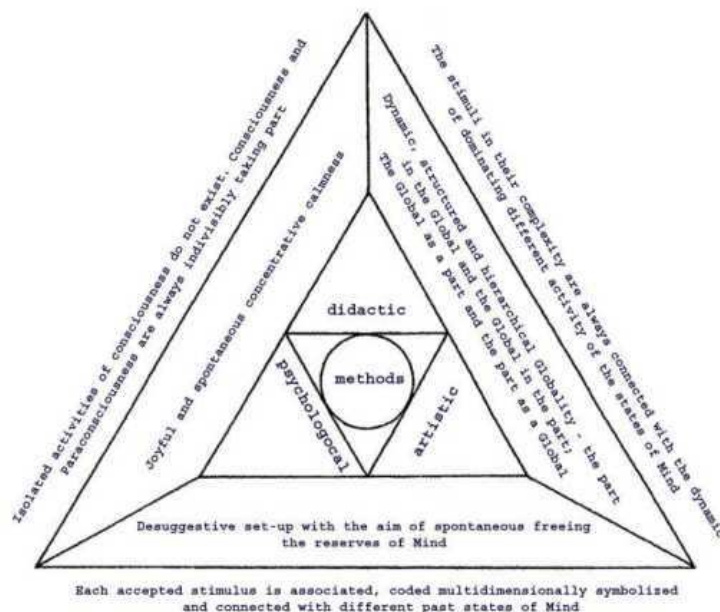 Isolated activities of consciousness do not exist. Consciousness and
Paraconsciousness are always indivisibly taking part
The stimuli in their complexity are always connected with the dynamic
of dominating different activity of the states of Mind
Joyful and spontaneous concentrative calmness
Dynamic, structured and hierarchical Globality - the part
in the Global and the Global in the part;
The Global as a part and the part as a Global
didactic
methods
psychologocal
artistic
Desuggestive set-up with the aim of spontaneous freeing
the reserves of Mind
Each accepted stimulus is associated, coded multidimensionally symbolized
and connected with different past states of Mind